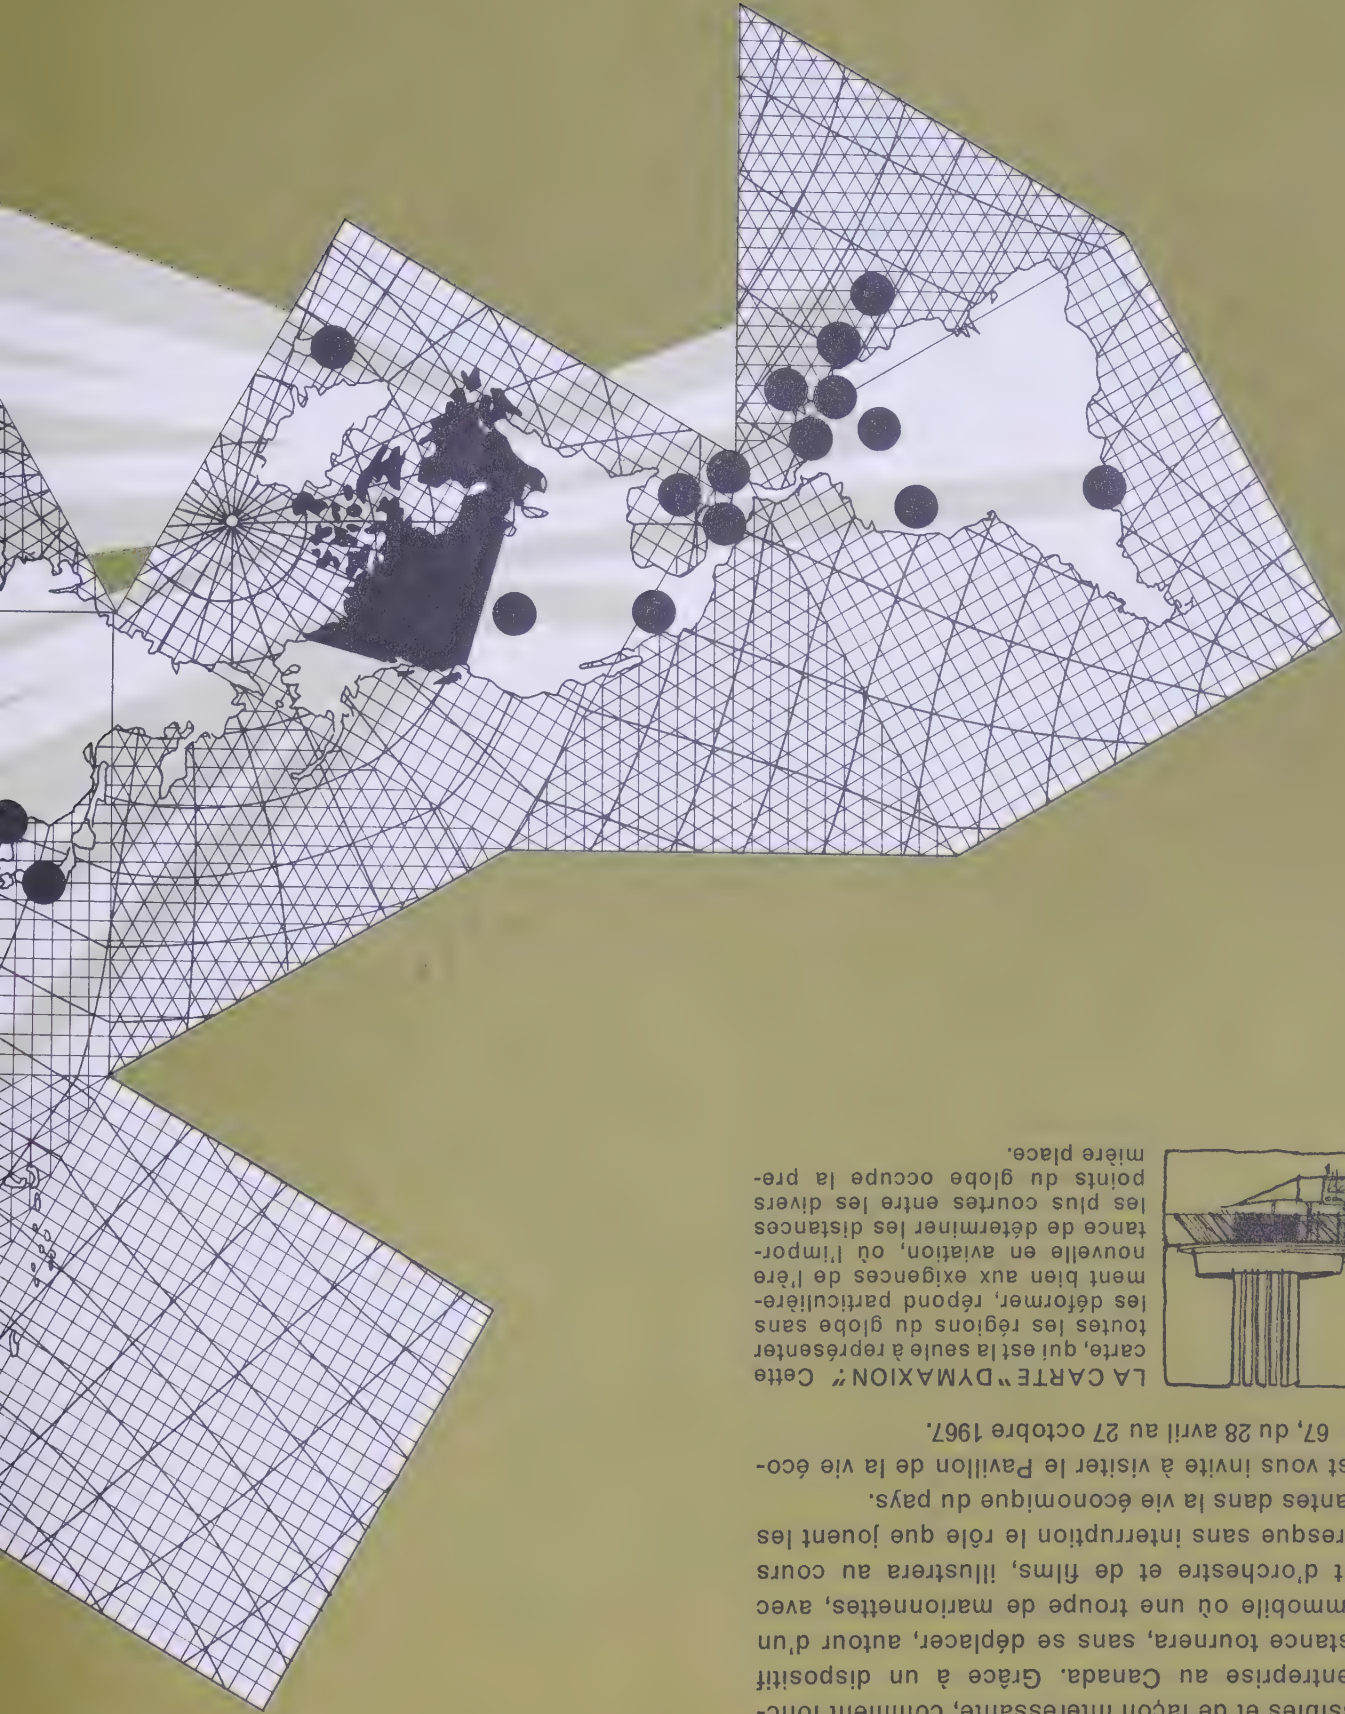 sibles et de façon intéressante, comment fonc-
entreprise au Canada. Grâce à un dispositif
stance tournera, sans se déplacer, autour d'un
mmobile où une troupe de marionnettes, avec
t d'orchestre et de films, illustrera au cours
resque sans interruption le rôle que jouent les
antes dans la vie économique du pays.
st vous invite à visiter le Pavillon de la vie éco-
67, du 28 avril au 27 octobre 1967.
LA CARTE "DYMAXION". Cette
carte, qui est la seule à représenter
toutes les régions du globe sans
les déformer, répond particulière-
ment bien aux exigences de l'ère
nouvelle en aviation, où l'impor-
tance de déterminer les distances
les plus courtes entre les divers
points du globe occupe la pre-
mière place.